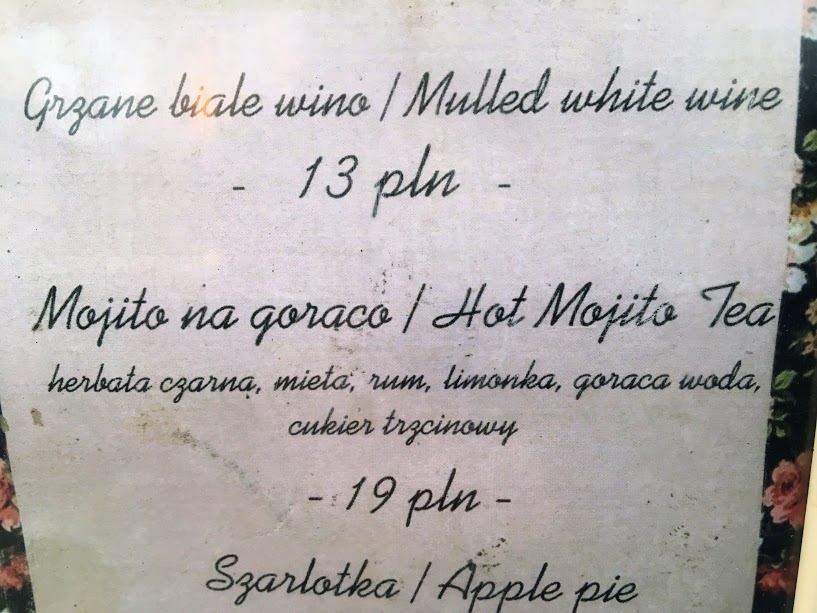 Grzane biale wino / Mulled white wine
- 13 pln -
Mojito na goraco / Hot Mojito Tea
herbata czarna, mieta, rum, limonka, goraca woda,
cukier trzcinowy
- 19 pln -
Szarlotka / Apple pie